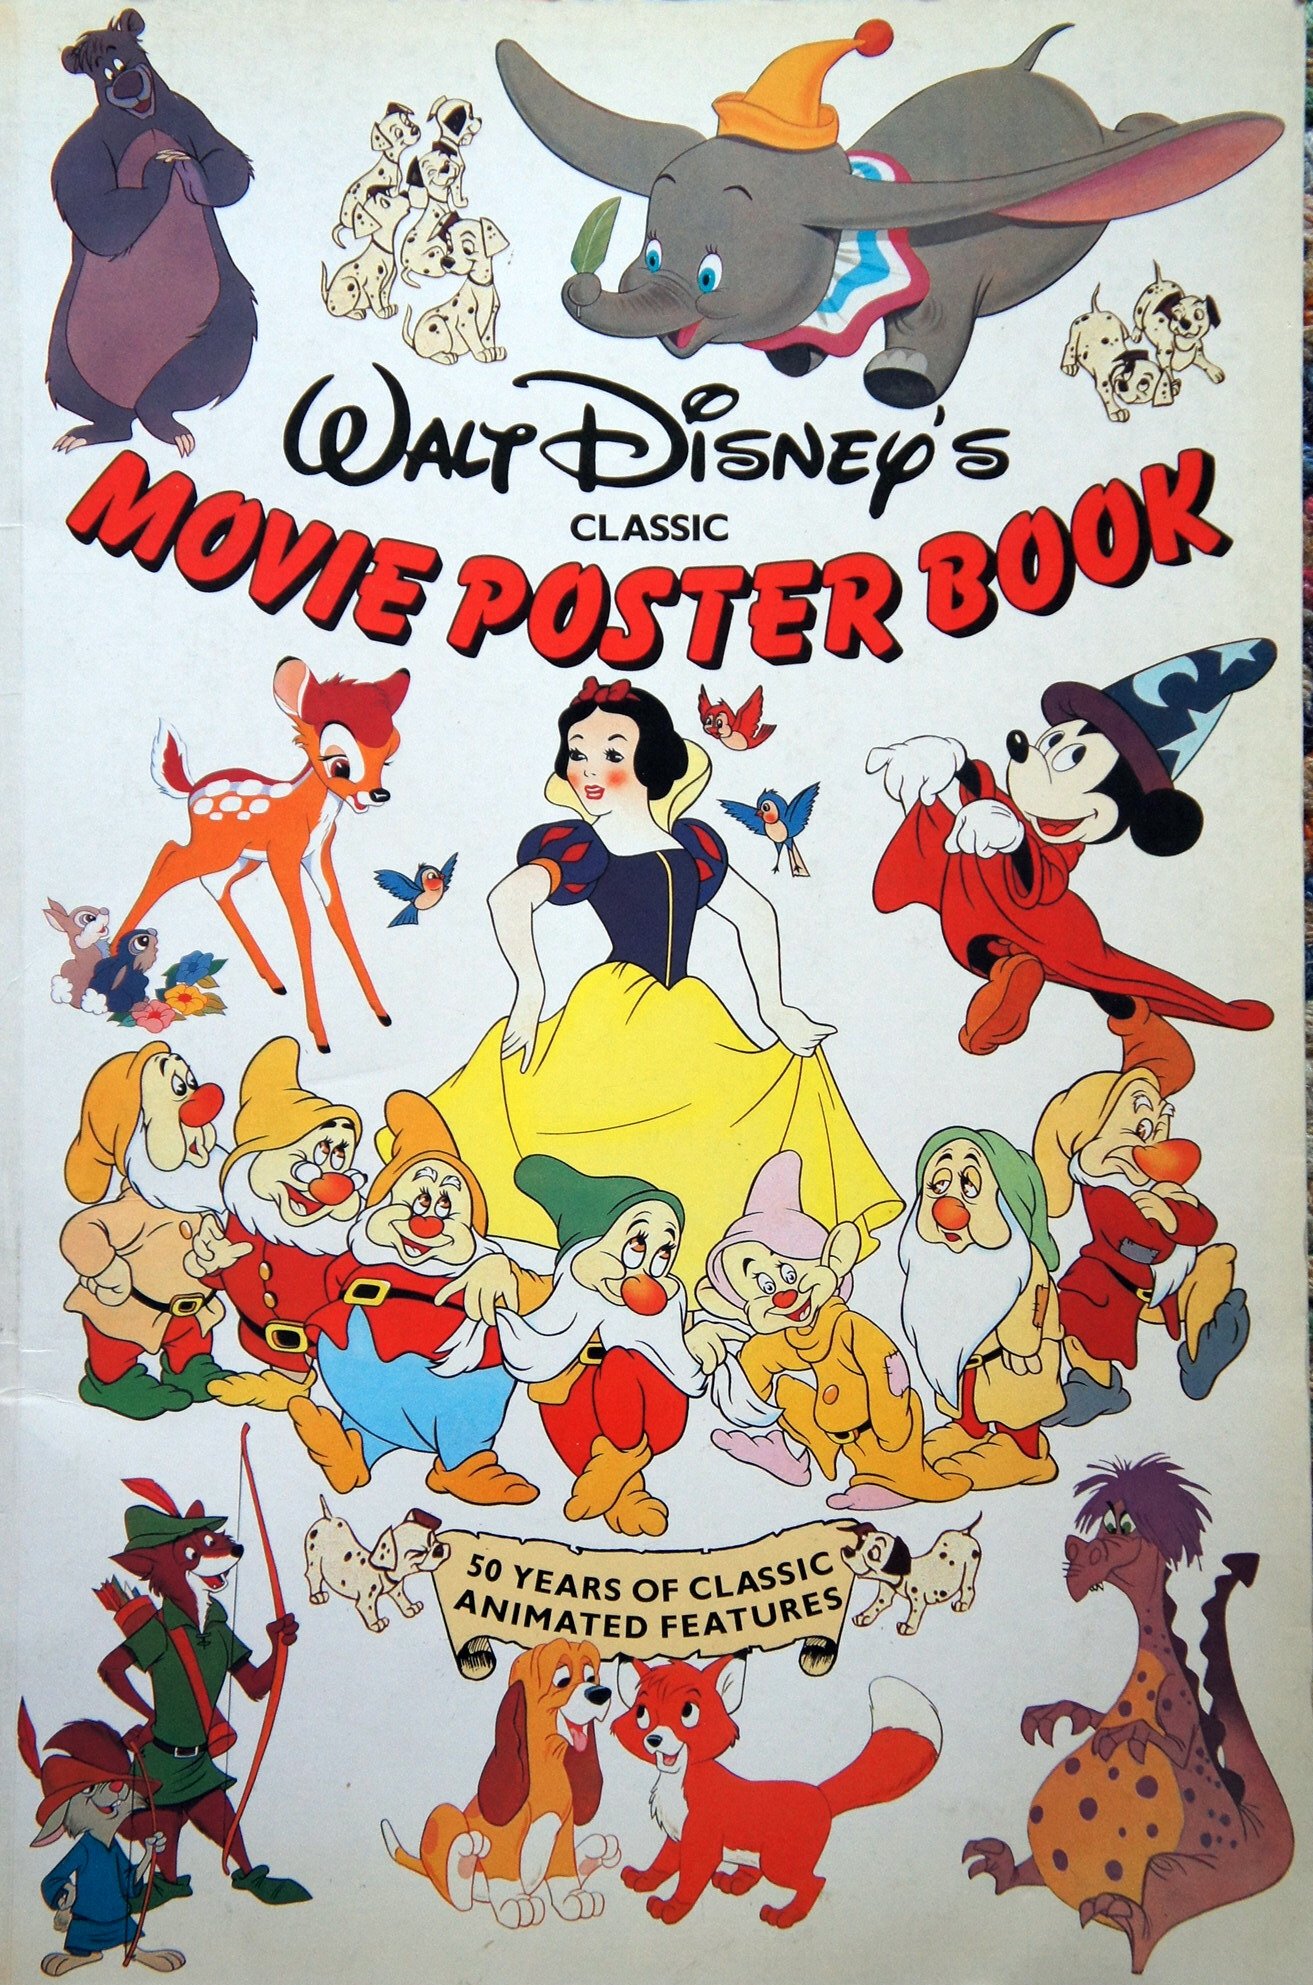 WALT DISNEY'S
CLASSIC
MOVIE POSTER BOOK
50 YEARS OF CLASSIC
ANIMATED FEATURES